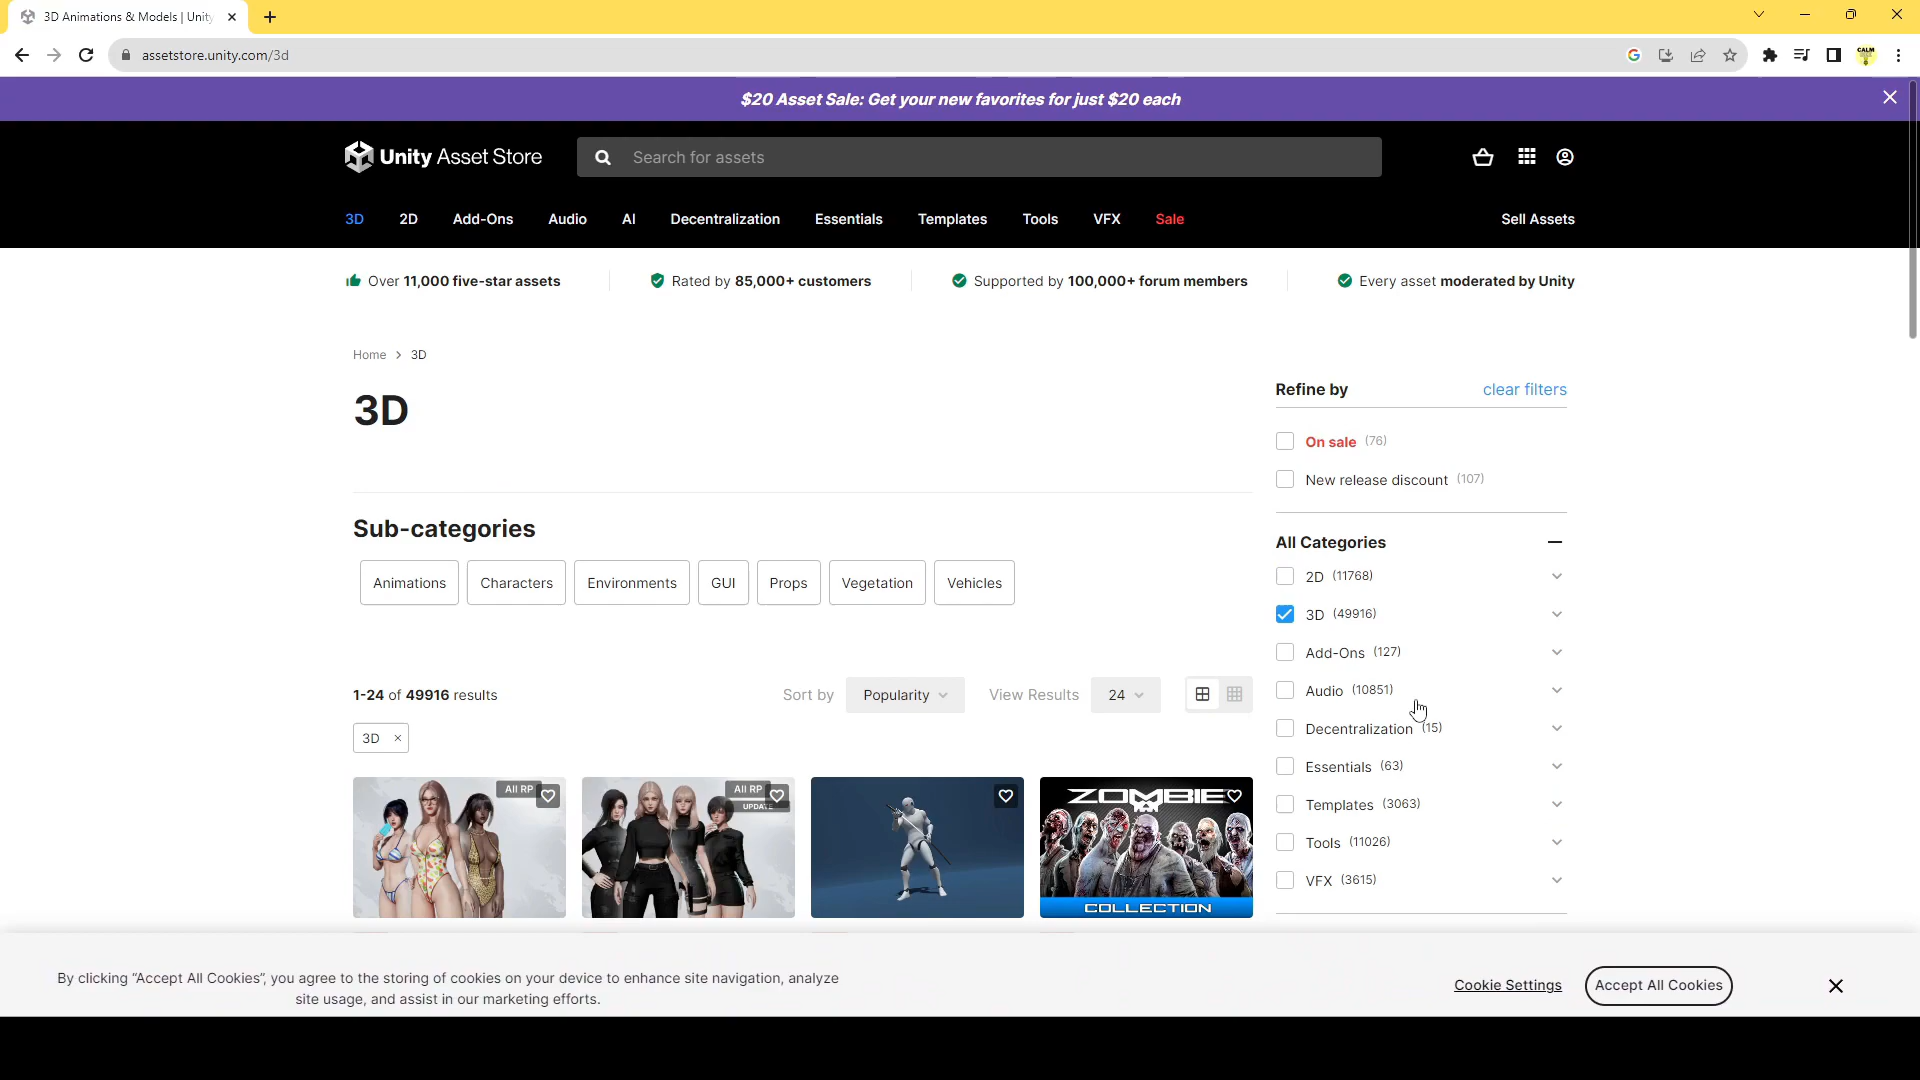 3D Animations & Models | Unity
assetstore.unity.com/3d
CALM
$20 Asset Sale: Get your new favorites for just $20 each
Unity Asset Store
Search for assets
3D 2D Add-Ons Audio AI Decentralization Essentials Templates Tools VFX Sale Sell Assets
Over 11,000 five-star assets Rated by 85,000+ customers Supported by 100,000+ forum members Every asset moderated by Unity
Home > 3D
3D
Refine by clear filters
On sale (76)
New release discount (107)
Sub-categories
Animations Characters Environments GUI Props Vegetation Vehicles
All Categories
2D (11768)
3D (49916)
Add-Ons (127)
Audio (10851)
Decentralization (15)
Essentials (63)
Templates (3063)
Tools (11026)
VFX (3615)
1-24 of 49916 results Sort by Popularity View Results 24
3D ×
All RP
All RP
UPDATE
ZOMBIE
COLLECTION
By clicking “Accept All Cookies”, you agree to the storing of cookies on your device to enhance site navigation, analyze
site usage, and assist in our marketing efforts.
Cookie Settings Accept All Cookies